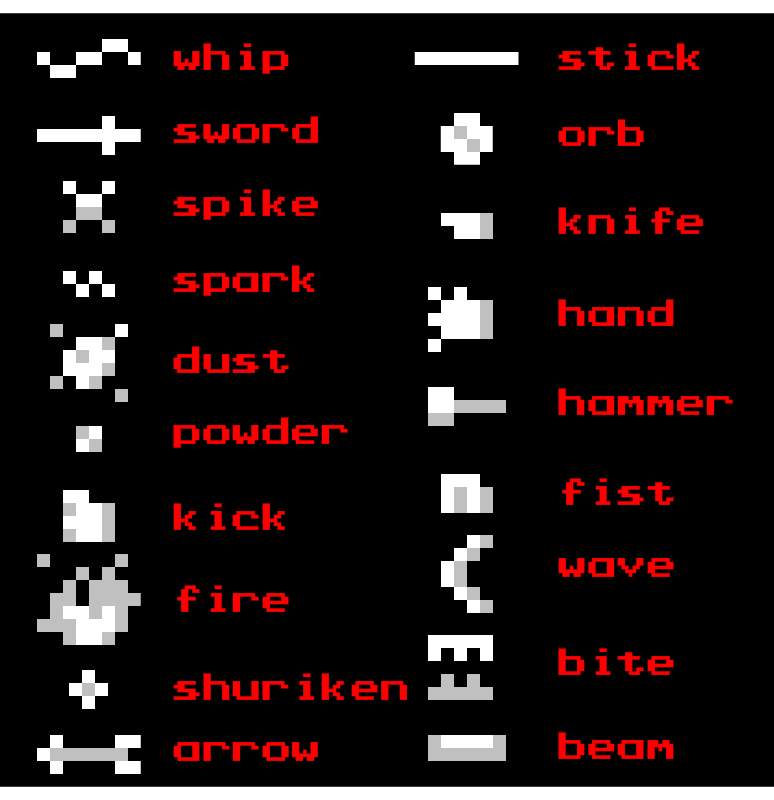 whip
sword
spike
spark
dust
powder
kick
fire
shuriken
arrow
stick
orb
knife
hand
hammer
fist
wave
bite
beam